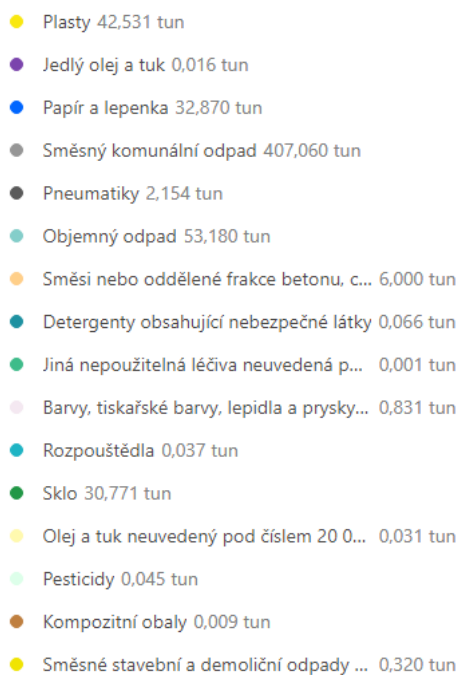 Plasty 42,531 tun
Jedlý olej a tuk 0,016 tun
Papír a lepenka 32,870 tun
Směsný komunální odpad 407,060 tun
Pneumatiky 2,154 tun
Objemný odpad 53,180 tun
Směsi nebo oddělené frakce betonu, c... 6,000 tun
Detergenty obsahující nebezpečné látky 0,066 tun
Jiná nepoužitelná léčiva neuvedená p... 0,001 tun
Barvy, tiskařské barvy, lepidla a prysky... 0,831 tun
Rozpouštědla 0,037 tun
Sklo 30,771 tun
Olej a tuk neuvedený pod číslem 20 0... 0,031 tun
Pesticidy 0,045 tun
Kompozitní obaly 0,009 tun
Směsné stavební a demoliční odpady ... 0,320 tun